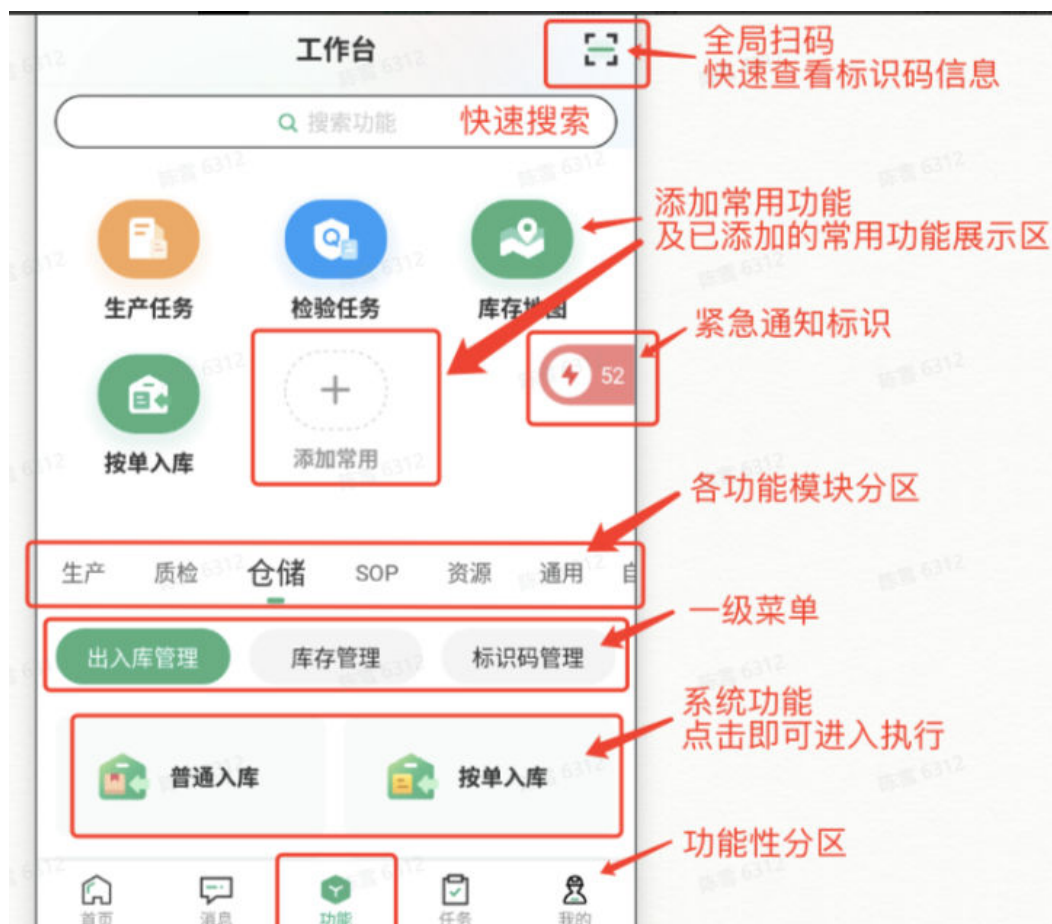 工作台
全局扫码
快速查看标识码信息
搜索功能
快速搜索
添加常用功能
及已添加的常用功能展示区
生产任务
检验任务
库存地图
紧急通知标识
52
按单入库
添加常用
各功能模块分区
生产
质检
仓储
SOP
资源
通用
一级菜单
出入库管理
库存管理
标识码管理
系统功能
点击即可进入执行
普通入库
按单入库
功能性分区
首页
消息
功能
任务
我的